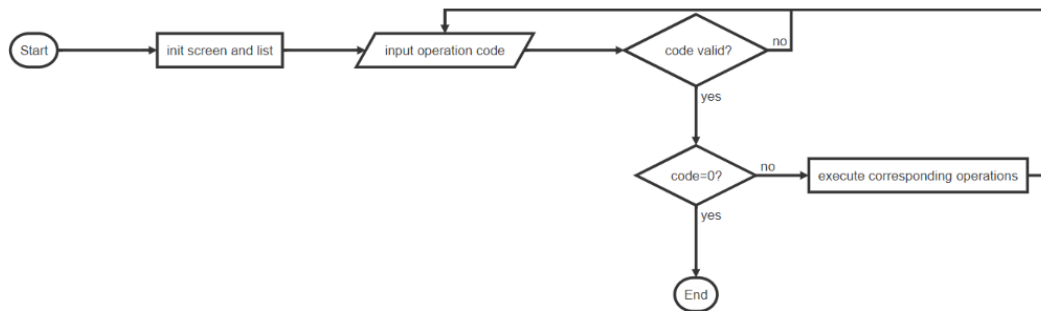 Start
init screen and list
input operation code
code valid?
no
yes
code=0?
no
execute corresponding operations
yes
End